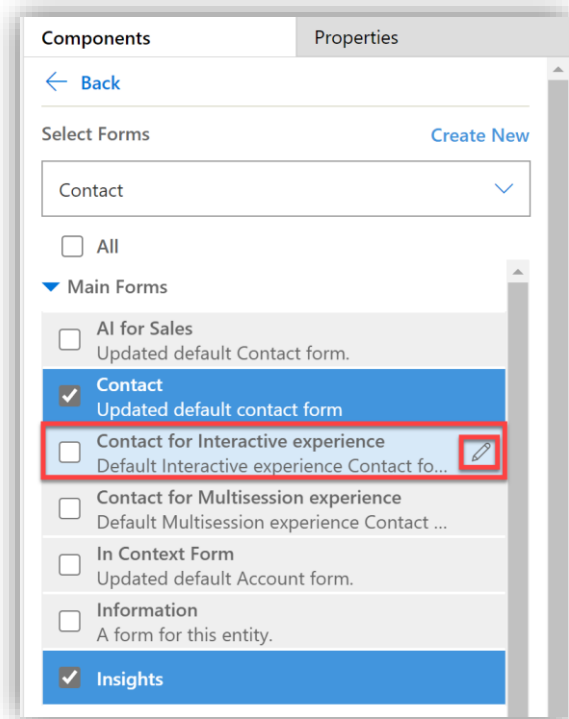 Components
Properties
Back
Select Forms
Create New
Contact
All
Main Forms
AI for Sales
Updated default Contact form.
Contact
Updated default contact form
Contact for Interactive experience
Default Interactive experience Contact fo...
Contact for Multisession experience
Default Multisession experience Contact ...
In Context Form
Updated default Account form.
Information
A form for this entity.
Insights